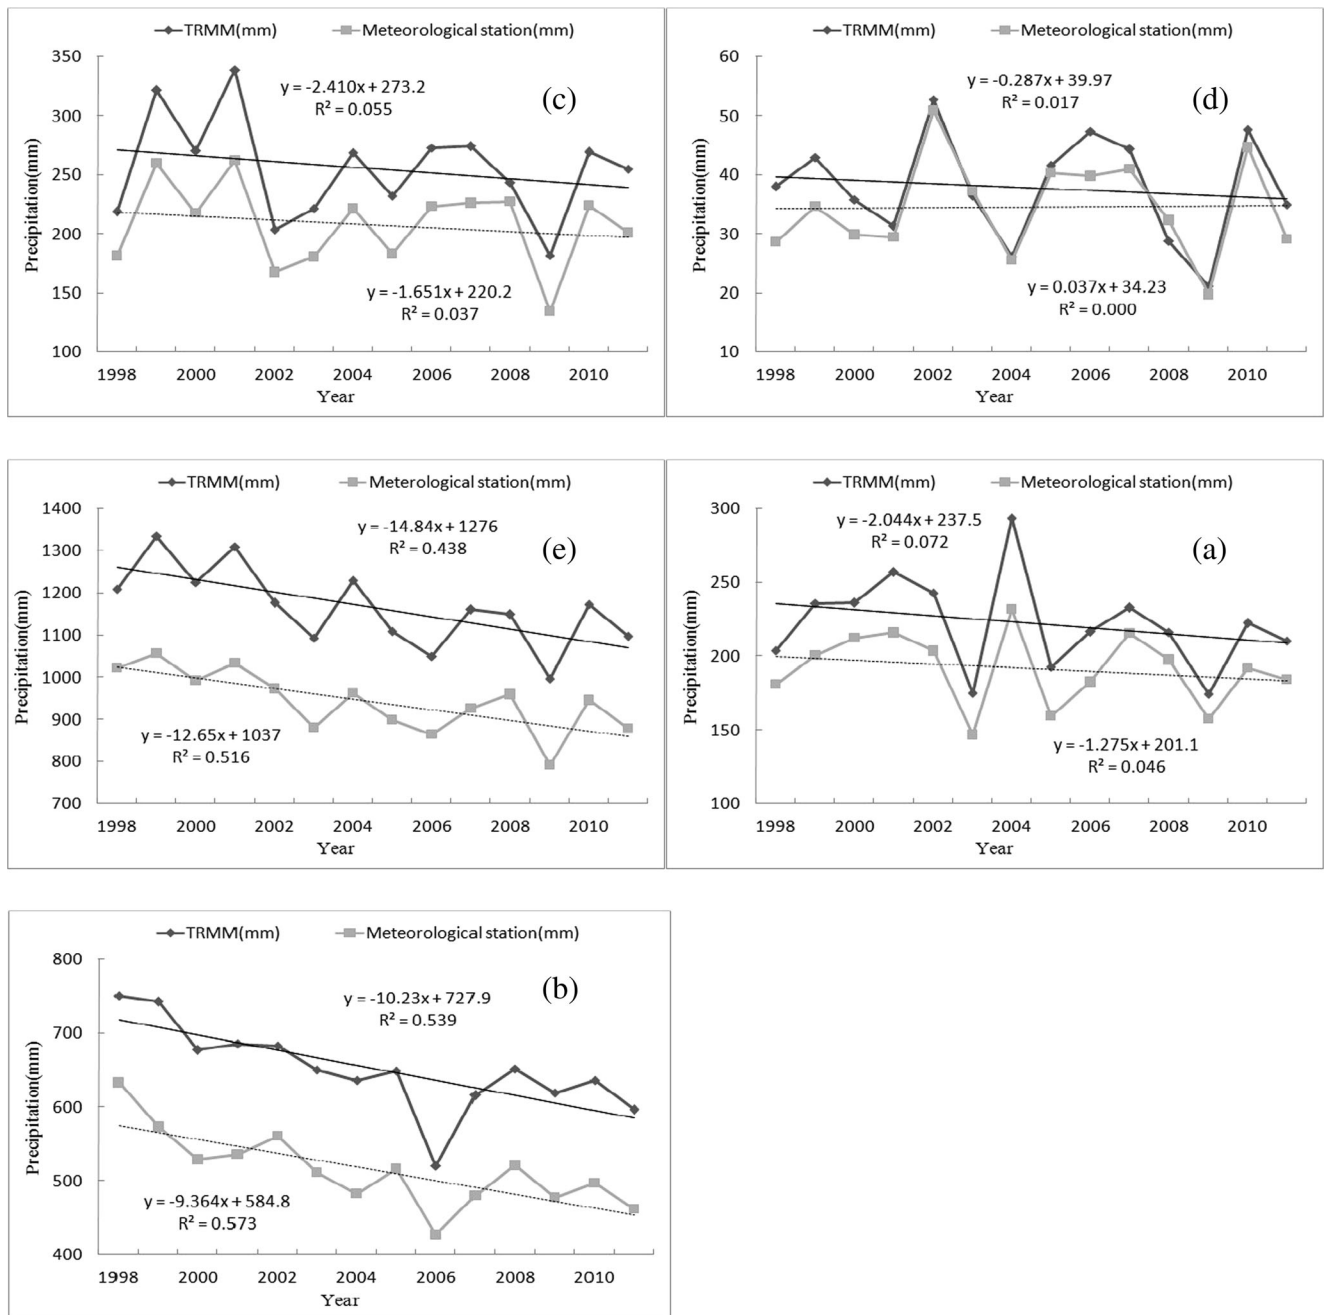 TRMM(mm) Meteorological station(mm)
350
300
250
200
150
100
Precipitation(mm)
y = -2.410x + 273.2
R² = 0.055
(c)
y = -1.651x + 220.2
R² = 0.037
1998 2000 2002 2004 2006 2008 2010
Year
TRMM(mm) Meteorological station(mm)
60
50
40
30
20
10
Precipitation(mm)
y = -0.287x + 39.97
R² = 0.017
(d)
y = 0.037x + 34.23
R² = 0.000
1998 2000 2002 2004 2006 2008 2010
Year
TRMM(mm) Meterological station(mm)
1400
1300
1200
1100
1000
900
800
700
Precipitation(mm)
y = -14.84x + 1276
R² = 0.438
(e)
y = -12.65x + 1037
R² = 0.516
1998 2000 2002 2004 2006 2008 2010
Year
TRMM(mm) Meteorological station(mm)
300
250
200
150
100
Precipitation(mm)
y = -2.044x + 237.5
R² = 0.072
(a)
y = -1.275x + 201.1
R² = 0.046
1998 2000 2002 2004 2006 2008 2010
Year
TRMM(mm) Meteorological station(mm)
800
700
600
500
400
Precipitation(mm)
y = -10.23x + 727.9
R² = 0.539
(b)
y = -9.364x + 584.8
R² = 0.573
1998 2000 2002 2004 2006 2008 2010
Year